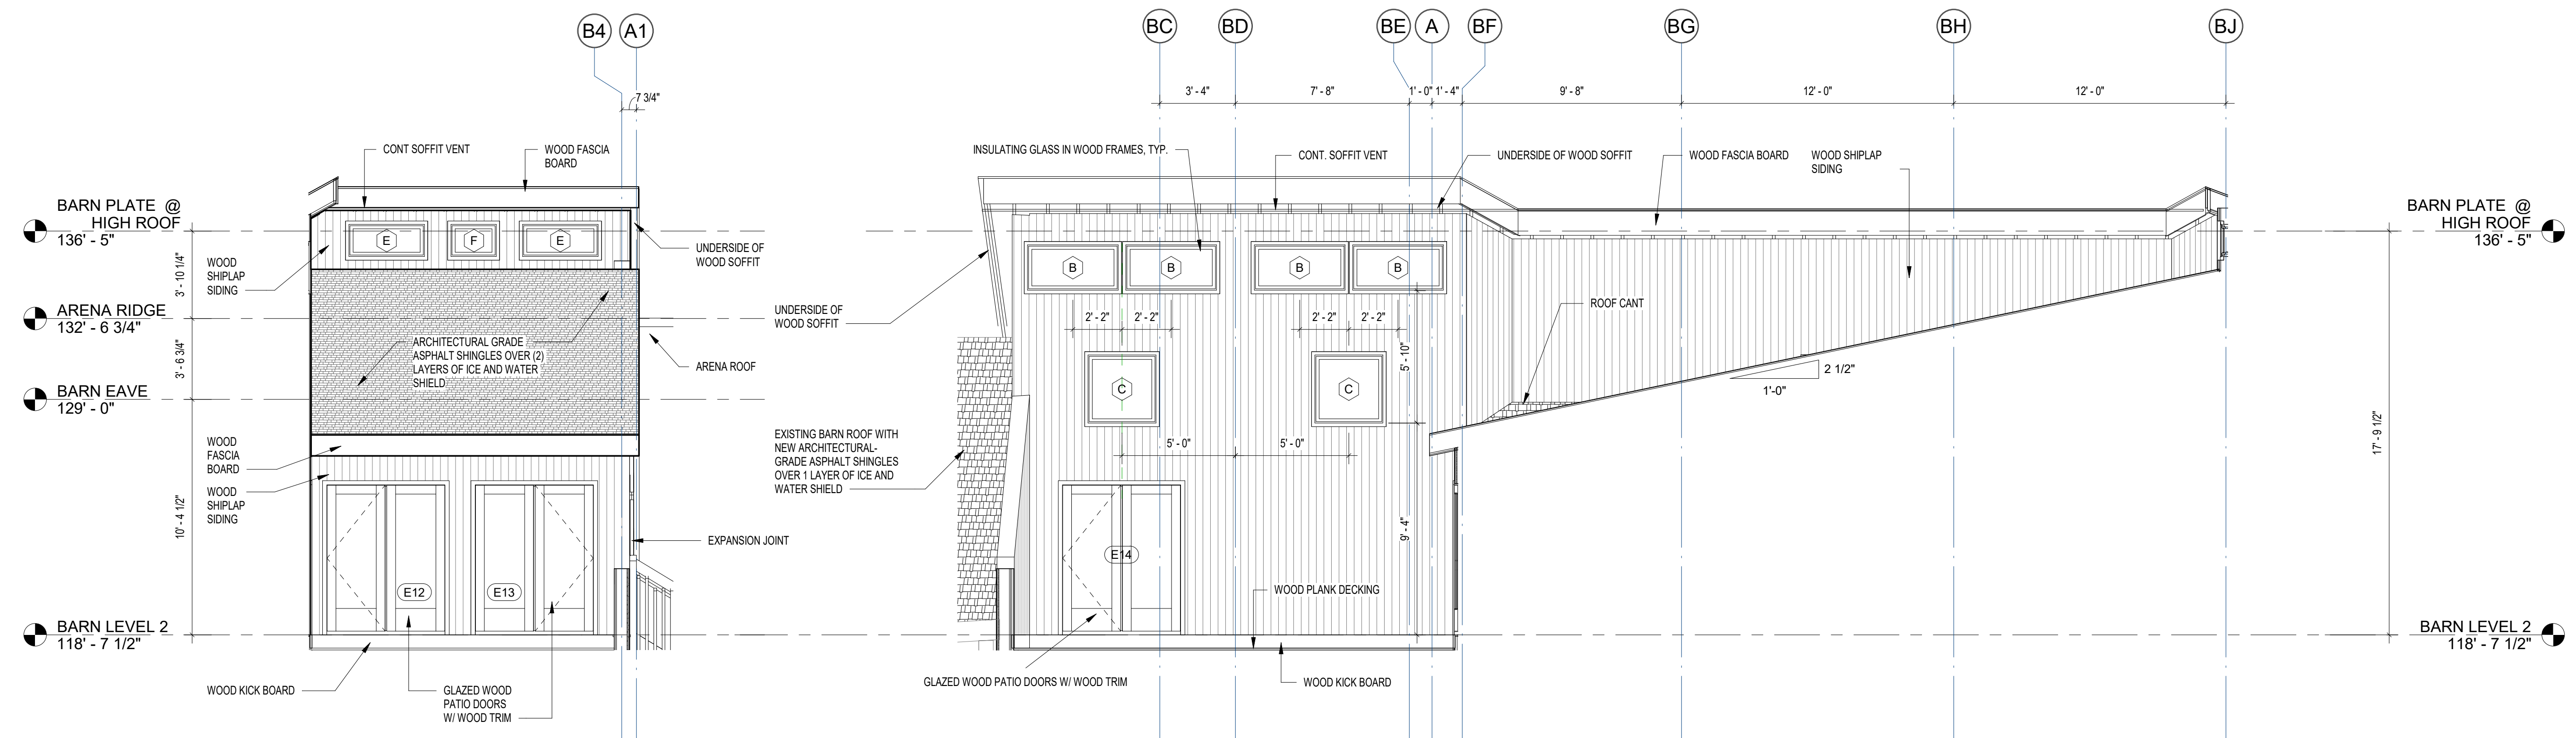 B4
A1
BC
BD
BE
A
BF
BG
BH
BJ
7 3/4"
3' - 4"
7' - 8"
1' - 0"
1' - 4"
9' - 8"
12' - 0"
12' - 0"
CONT SOFFIT VENT
WOOD FASCIA
BOARD
BARN PLATE @
HIGH ROOF
136' - 5"
3' - 10 1/4"
WOOD
SHIPLAP
SIDING
E
F
E
UNDERSIDE OF
WOOD SOFFIT
ARENA RIDGE
132' - 6 3/4"
3' - 6 3/4"
ARCHITECTURAL GRADE
ASPHALT SHINGLES OVER (2)
LAYERS OF ICE AND WATER
SHIELD
ARENA ROOF
BARN EAVE
129' - 0"
WOOD
FASCIA
BOARD
WOOD
SHIPLAP
SIDING
10' - 4 1/2"
EXPANSION JOINT
E12
E13
BARN LEVEL 2
118' - 7 1/2"
WOOD KICK BOARD
GLAZED WOOD
PATIO DOORS
W/ WOOD TRIM
INSULATING GLASS IN WOOD FRAMES, TYP.
CONT. SOFFIT VENT
UNDERSIDE OF WOOD SOFFIT
WOOD FASCIA BOARD
WOOD SHIPLAP
SIDING
B
B
B
B
UNDERSIDE OF
WOOD SOFFIT
2' - 2"
2' - 2"
2' - 2"
2' - 2"
ROOF CANT
C
C
5' - 10"
2 1/2"
1'-0"
EXISTING BARN ROOF WITH
NEW ARCHITECTURAL-
GRADE ASPHALT SHINGLES
OVER 1 LAYER OF ICE AND
WATER SHIELD
5' - 0"
5' - 0"
9' - 4"
E14
WOOD PLANK DECKING
GLAZED WOOD PATIO DOORS W/ WOOD TRIM
WOOD KICK BOARD
BARN PLATE @
HIGH ROOF
136' - 5"
17' - 9 1/2"
BARN LEVEL 2
118' - 7 1/2"